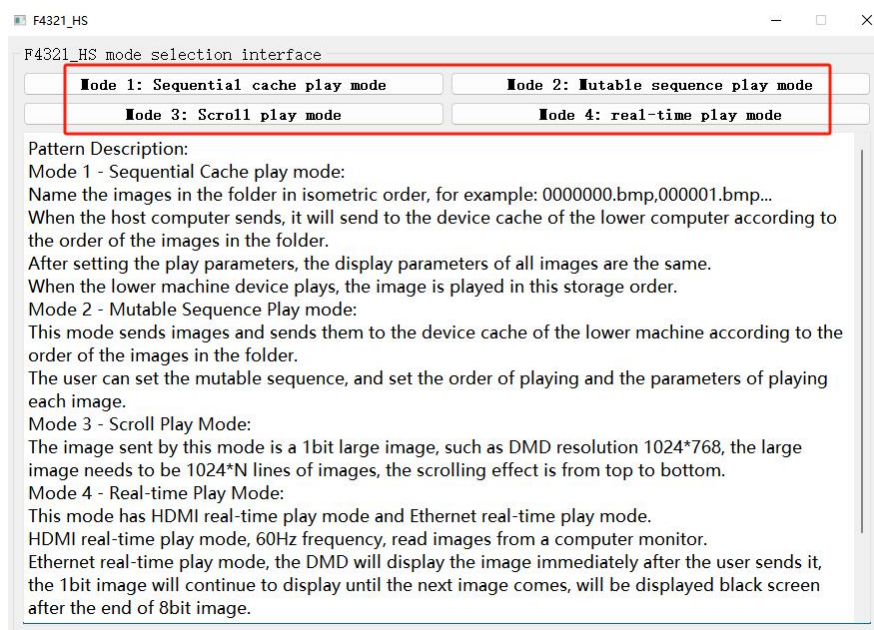 F4321_HS
F4321_HS mode selection interface
Mode 1: Sequential cache play mode
Mode 2: Mutable sequence play mode
Mode 3: Scroll play mode
Mode 4: real-time play mode
Pattern Description:
Mode 1 - Sequential Cache play mode:
Name the images in the folder in isometric order, for example: 0000000.bmp,000001.bmp...
When the host computer sends, it will send to the device cache of the lower computer according to
the order of the images in the folder.
After setting the play parameters, the display parameters of all images are the same.
When the lower machine device plays, the image is played in this storage order.
Mode 2 - Mutable Sequence Play mode:
This mode sends images and sends them to the device cache of the lower machine according to the
order of the images in the folder.
The user can set the mutable sequence, and set the order of playing and the parameters of playing
each image.
Mode 3 - Scroll Play Mode:
The image sent by this mode is a 1bit large image, such as DMD resolution 1024*768, the large
image needs to be 1024*N lines of images, the scrolling effect is from top to bottom.
Mode 4 - Real-time Play Mode:
This mode has HDMI real-time play mode and Ethernet real-time play mode.
HDMI real-time play mode, 60Hz frequency, read images from a computer monitor.
Ethernet real-time play mode, the DMD will display the image immediately after the user sends it,
the 1bit image will continue to display until the next image comes, will be displayed black screen
after the end of 8bit image.